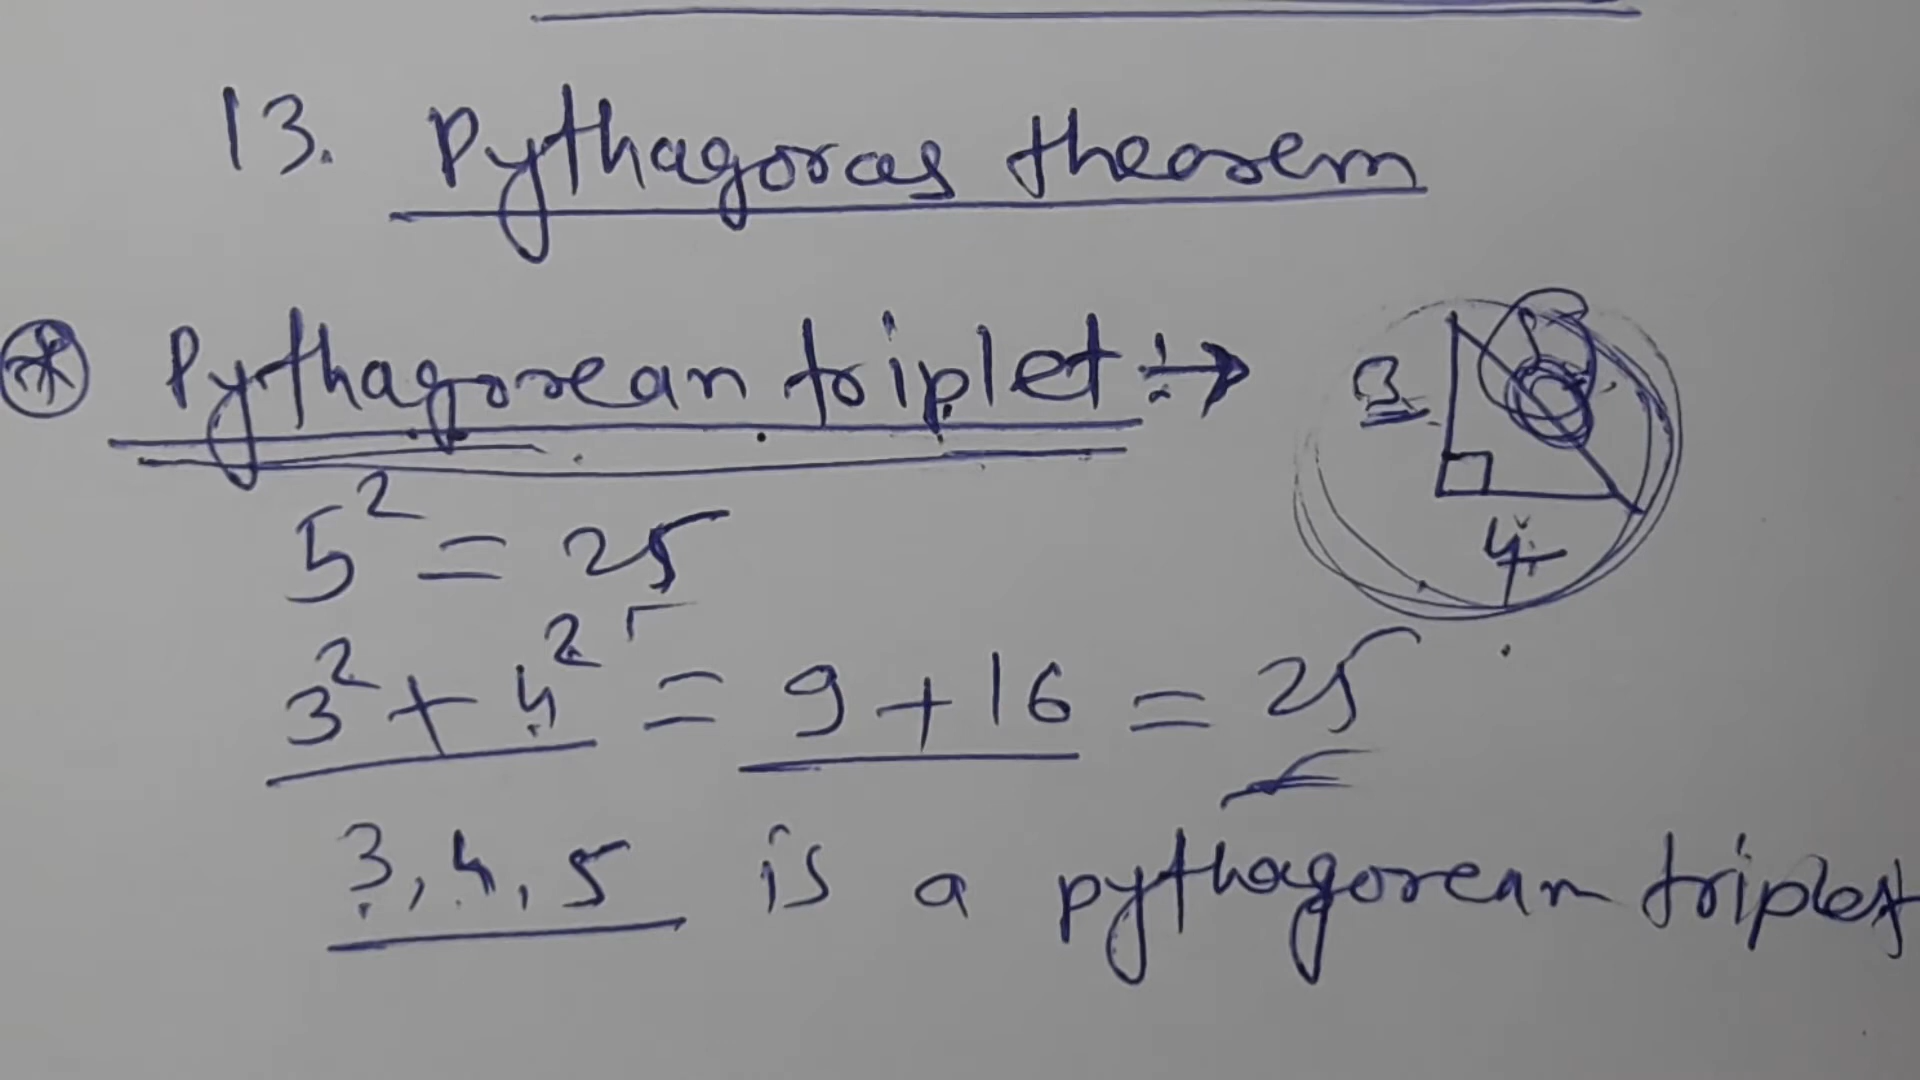 13. Pythagoras theorem
* Pythagorean triplet :→
3
4
5² = 25
3² + 4² = 9 + 16 = 25
3, 4, 5 is a pythagorean triplet